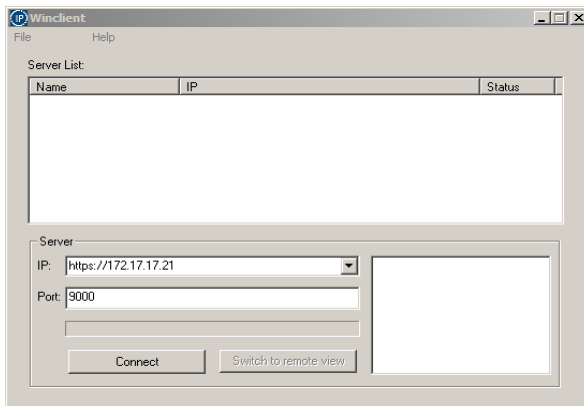 IP Winclient
File Help
Server List:
Name IP Status
Server
IP: https://172.17.17.21
Port: 9000
Connect Switch to remote view